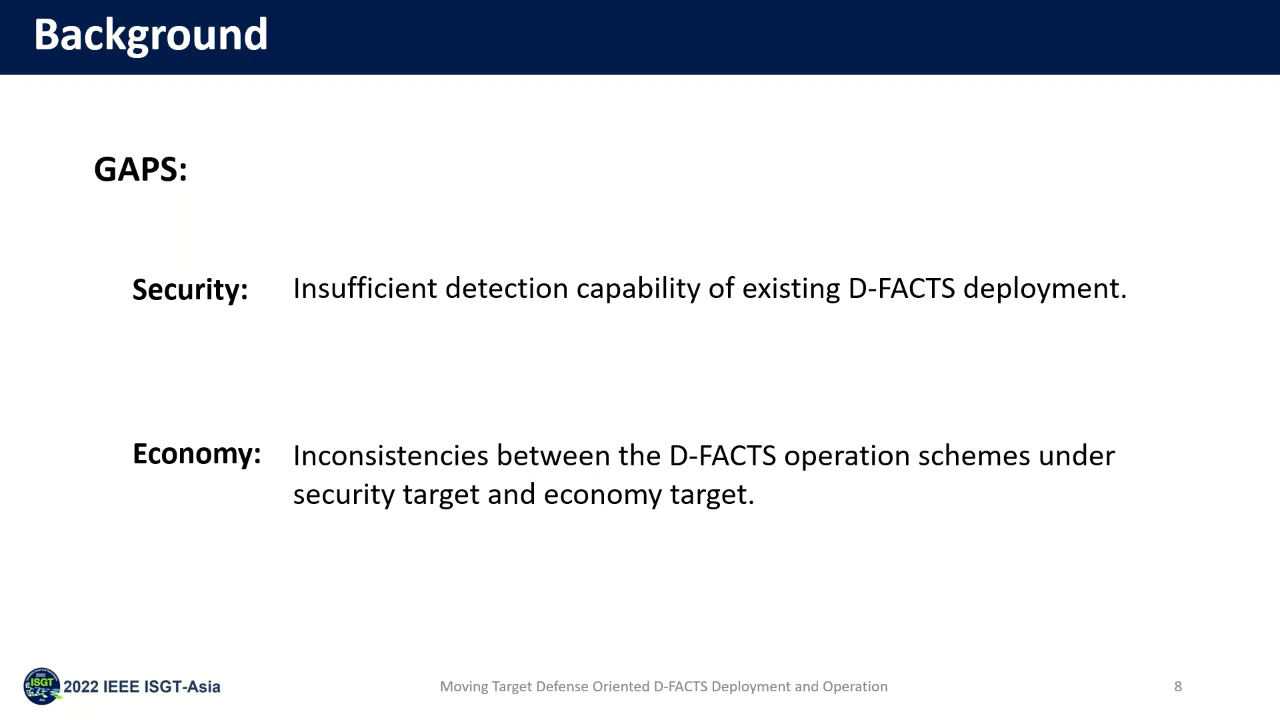 Background
GAPS:
Security: Insufficient detection capability of existing D-FACTS deployment.
Economy: Inconsistencies between the D-FACTS operation schemes under
security target and economy target.
2022 IEEE ISGT-Asia
Moving Target Defense Oriented D-FACTS Deployment and Operation
8